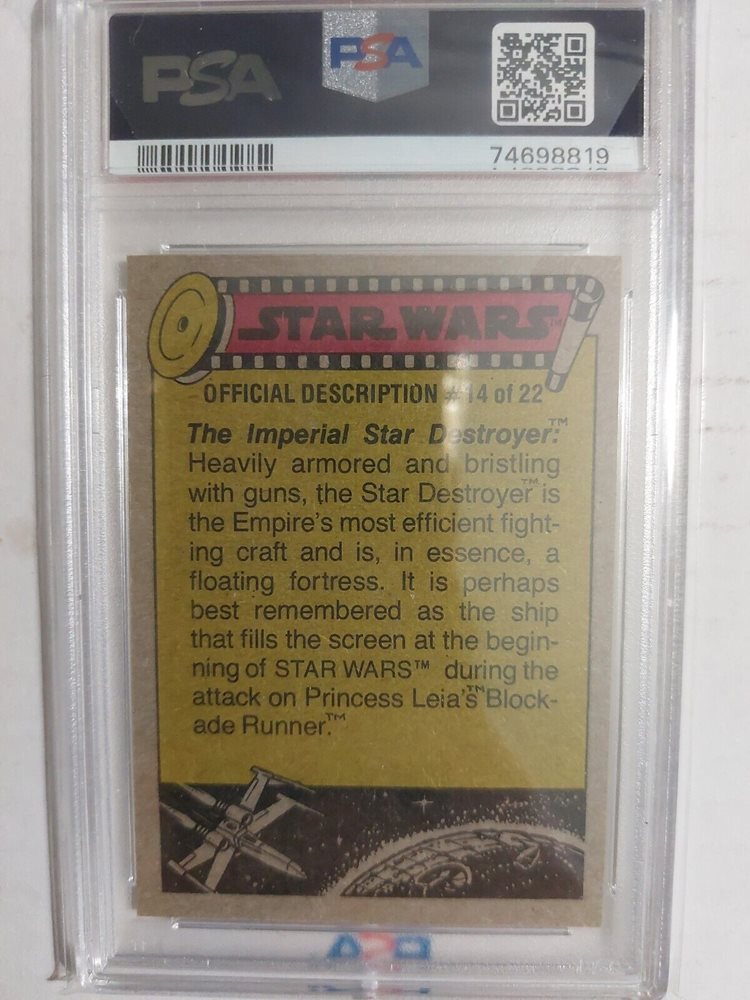 PSA
PSA
74698819
STAR WARS™
OFFICIAL DESCRIPTION #14 of 22
The Imperial Star Destroyer:™
Heavily armored and bristling
with guns, the Star Destroyer™ is
the Empire's most efficient fight-
ing craft and is, in essence, a
floating fortress. It is perhaps
best remembered as the ship
that fills the screen at the begin-
ning of STAR WARS™ during the
attack on Princess Leia's™ Block-
ade Runner.™